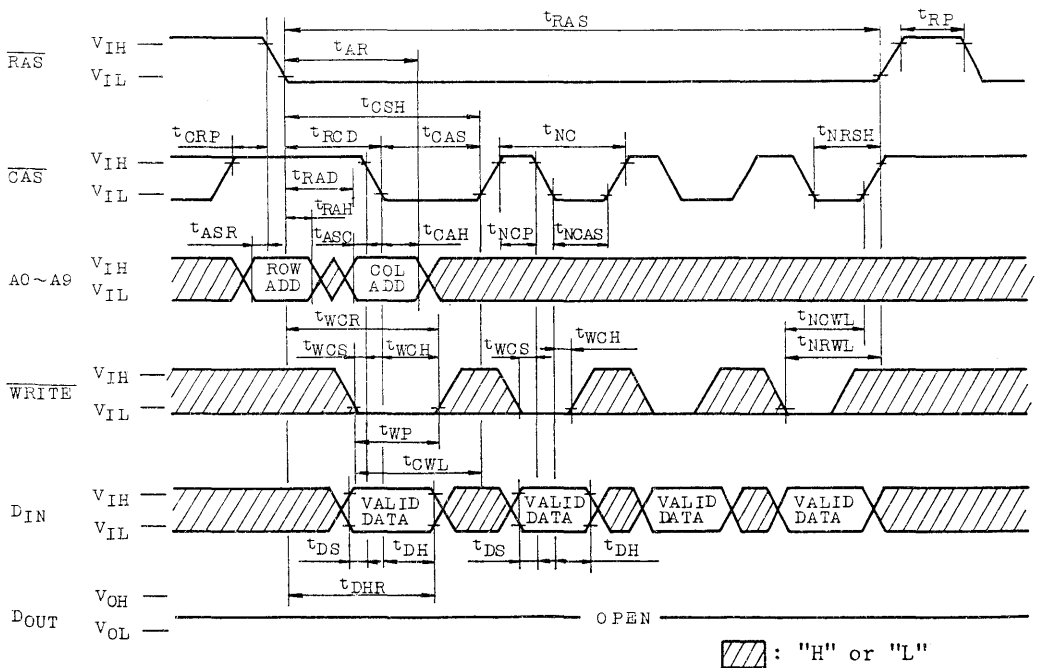 tRAS
tRP
tAR
RAS
VIH
VIL
tCSH
tCRP
tRCD
tCAS
tNC
tNRSH
CAS
VIH
VIL
tRAD
tRAH
tASR
tASC
tCAH
tNCP
tNCAS
A0~A9
VIH
VIL
ROW ADD
COL ADD
tWCR
tNCWL
tWCS
tWCH
tWCS
tWCH
tNRWL
WRITE
VIH
VIL
tWP
tCWL
DIN
VIH
VIL
VALID DATA
VALID DATA
VALID DATA
VALID DATA
tDS
tDH
tDS
tDH
tDHR
DOUT
VOH
VOL
OPEN
: "H" or "L"